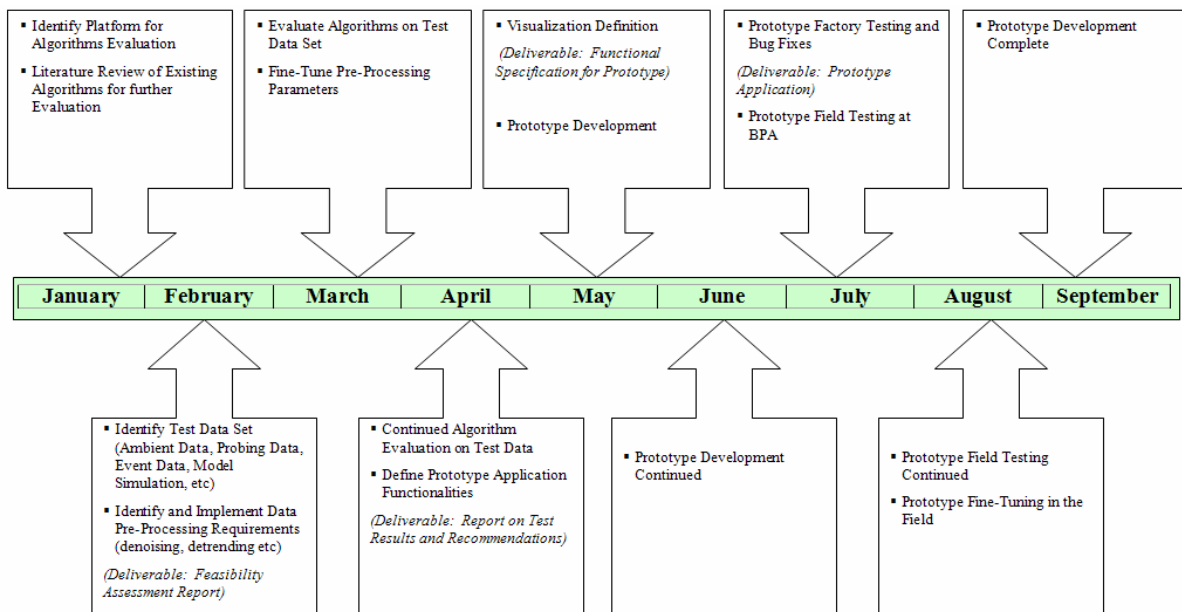 ▪ Identify Platform for
Algorithms Evaluation
▪ Literature Review of Existing
Algorithms for further
Evaluation
▪ Evaluate Algorithms on Test
Data Set
▪ Fine-Tune Pre-Processing
Parameters
▪ Visualization Definition
(Deliverable: Functional
Specification for Prototype)
▪ Prototype Development
▪ Prototype Factory Testing and
Bug Fixes
(Deliverable: Prototype
Application)
▪ Prototype Field Testing at
BPA
▪ Prototype Development
Complete
January February March April May June July August September
▪ Identify Test Data Set
(Ambient Data, Probing Data,
Event Data, Model
Simulation, etc)
▪ Identify and Implement Data
Pre-Processing Requirements
(denoising, detrending etc)
(Deliverable: Feasibility
Assessment Report)
▪ Continued Algorithm
Evaluation on Test Data
▪ Define Prototype Application
Functionalities
(Deliverable: Report on Test
Results and Recommendations)
▪ Prototype Development
Continued
▪ Prototype Field Testing
Continued
▪ Prototype Fine-Tuning in the
Field